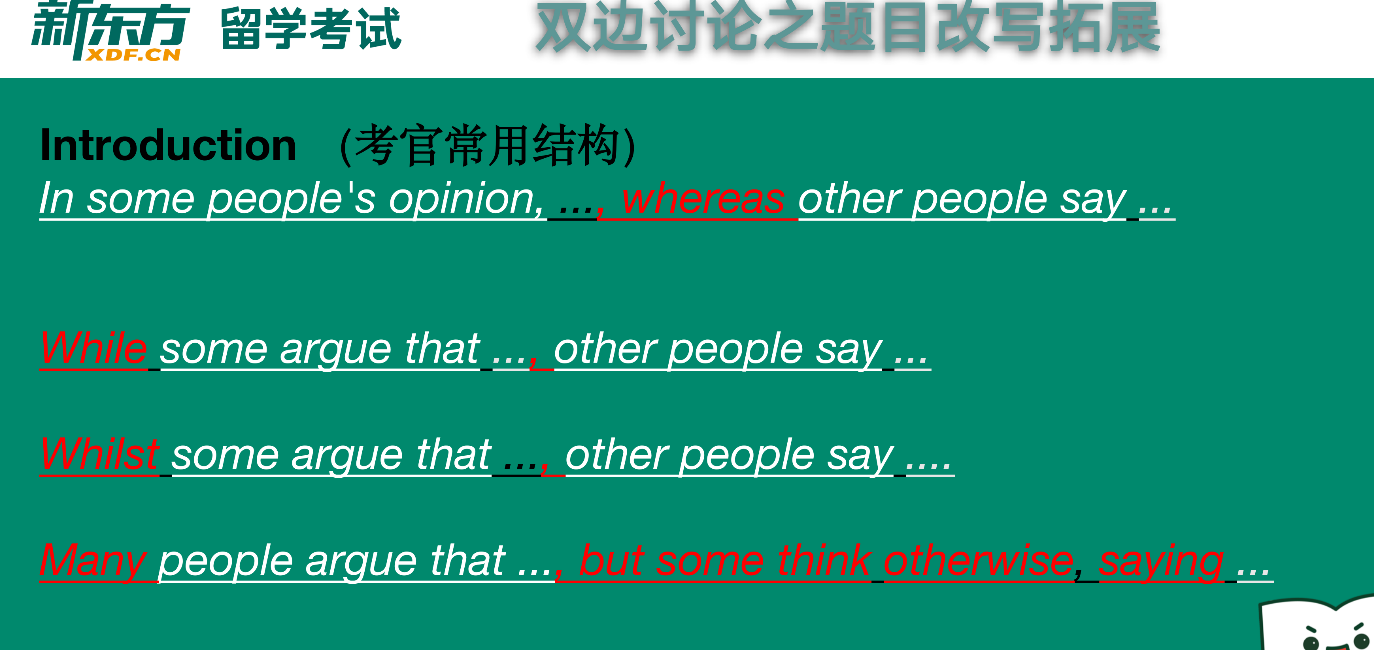 新东方 XDF.CN 留学考试 双边讨论之题目改写拓展
Introduction (考官常用结构)
In some people's opinion, ..., whereas other people say ...
While some argue that ..., other people say ...
Whilst some argue that ..., other people say ....
Many people argue that ..., but some think otherwise, saying ...